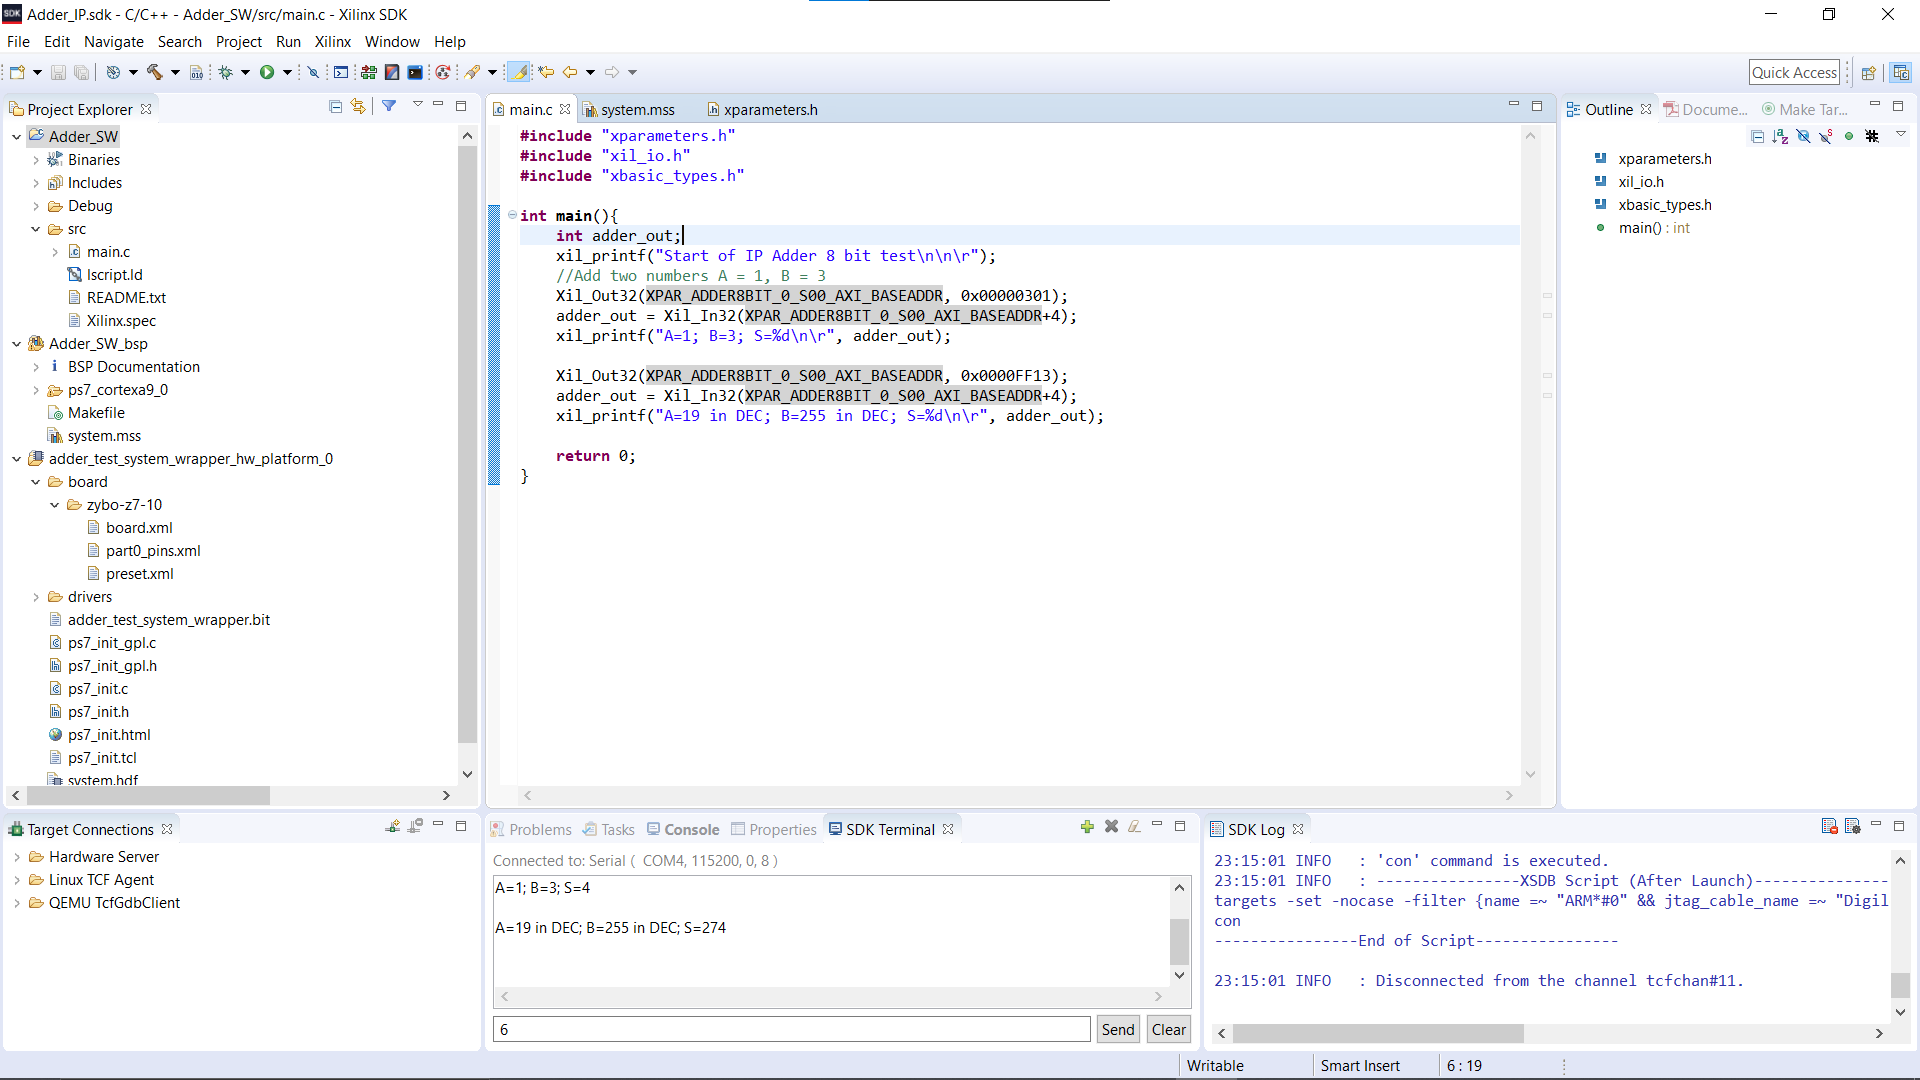 Adder_IP.sdk - C/C++ - Adder_SW/src/main.c - Xilinx SDK
File Edit Navigate Search Project Run Xilinx Window Help
Quick Access
Project Explorer
Adder_SW
Binaries
Includes
Debug
src
main.c
lscript.ld
README.txt
Xilinx.spec
Adder_SW_bsp
BSP Documentation
ps7_cortexa9_0
Makefile
system.mss
adder_test_system_wrapper_hw_platform_0
board
zybo-z7-10
board.xml
part0_pins.xml
preset.xml
drivers
adder_test_system_wrapper.bit
ps7_init_gpl.c
ps7_init_gpl.h
ps7_init.c
ps7_init.h
ps7_init.html
ps7_init.tcl
system.hdf
main.c system.mss xparameters.h
#include "xparameters.h"
#include "xil_io.h"
#include "xbasic_types.h"
int main(){
int adder_out;
xil_printf("Start of IP Adder 8 bit test\n\n\r");
//Add two numbers A = 1, B = 3
Xil_Out32(XPAR_ADDER8BIT_0_S00_AXI_BASEADDR, 0x00000301);
adder_out = Xil_In32(XPAR_ADDER8BIT_0_S00_AXI_BASEADDR+4);
xil_printf("A=1; B=3; S=%d\n\r", adder_out);
Xil_Out32(XPAR_ADDER8BIT_0_S00_AXI_BASEADDR, 0x0000FF13);
adder_out = Xil_In32(XPAR_ADDER8BIT_0_S00_AXI_BASEADDR+4);
xil_printf("A=19 in DEC; B=255 in DEC; S=%d\n\r", adder_out);
return 0;
}
Outline Docume... Make Tar...
xparameters.h
xil_io.h
xbasic_types.h
main() : int
Target Connections
Hardware Server
Linux TCF Agent
QEMU TcfGdbClient
Problems Tasks Console Properties SDK Terminal
Connected to: Serial ( COM4, 115200, 0, 8 )
A=1; B=3; S=4
A=19 in DEC; B=255 in DEC; S=274
6
Send Clear
SDK Log
23:15:01 INFO : 'con' command is executed.
23:15:01 INFO : ----------------XSDB Script (After Launch)---------------
targets -set -nocase -filter {name =~ "ARM*#0" && jtag_cable_name =~ "Digil
con
----------------End of Script----------------
23:15:01 INFO : Disconnected from the channel tcfchan#11.
Writable Smart Insert 6 : 19